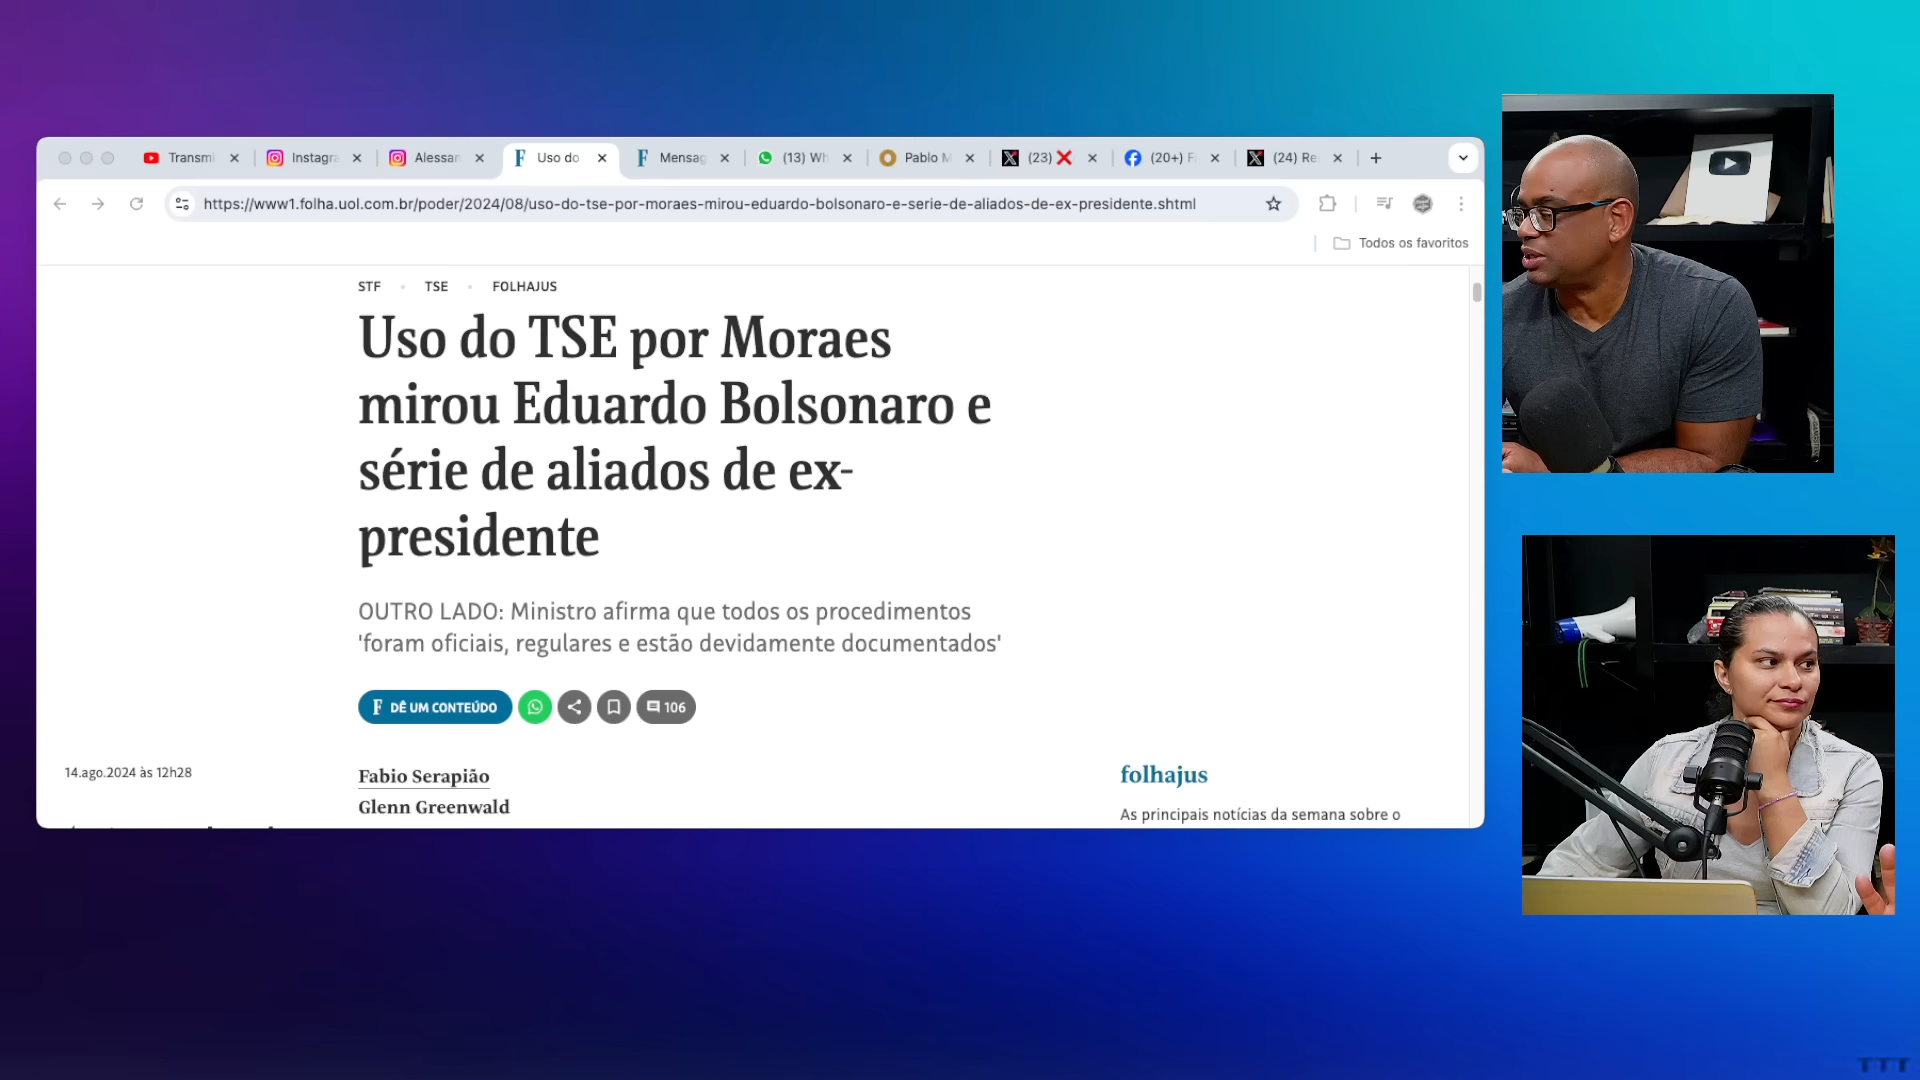 Transmi
Instagra
Alessan
Uso do
Mensag
(13) Wh
Pablo M
(23) ❌
(20+) F
(24) Re
https://www1.folha.uol.com.br/poder/2024/08/uso-do-tse-por-moraes-mirou-eduardo-bolsonaro-e-serie-de-aliados-de-ex-presidente.shtml
Todos os favoritos
STF • TSE • FOLHAJUS
Uso do TSE por Moraes
mirou Eduardo Bolsonaro e
série de aliados de ex-
presidente
OUTRO LADO: Ministro afirma que todos os procedimentos
'foram oficiais, regulares e estão devidamente documentados'
F DÊ UM CONTEÚDO
106
14.ago.2024 às 12h28
Fabio Serapião
Glenn Greenwald
folhajus
As principais notícias da semana sobre o